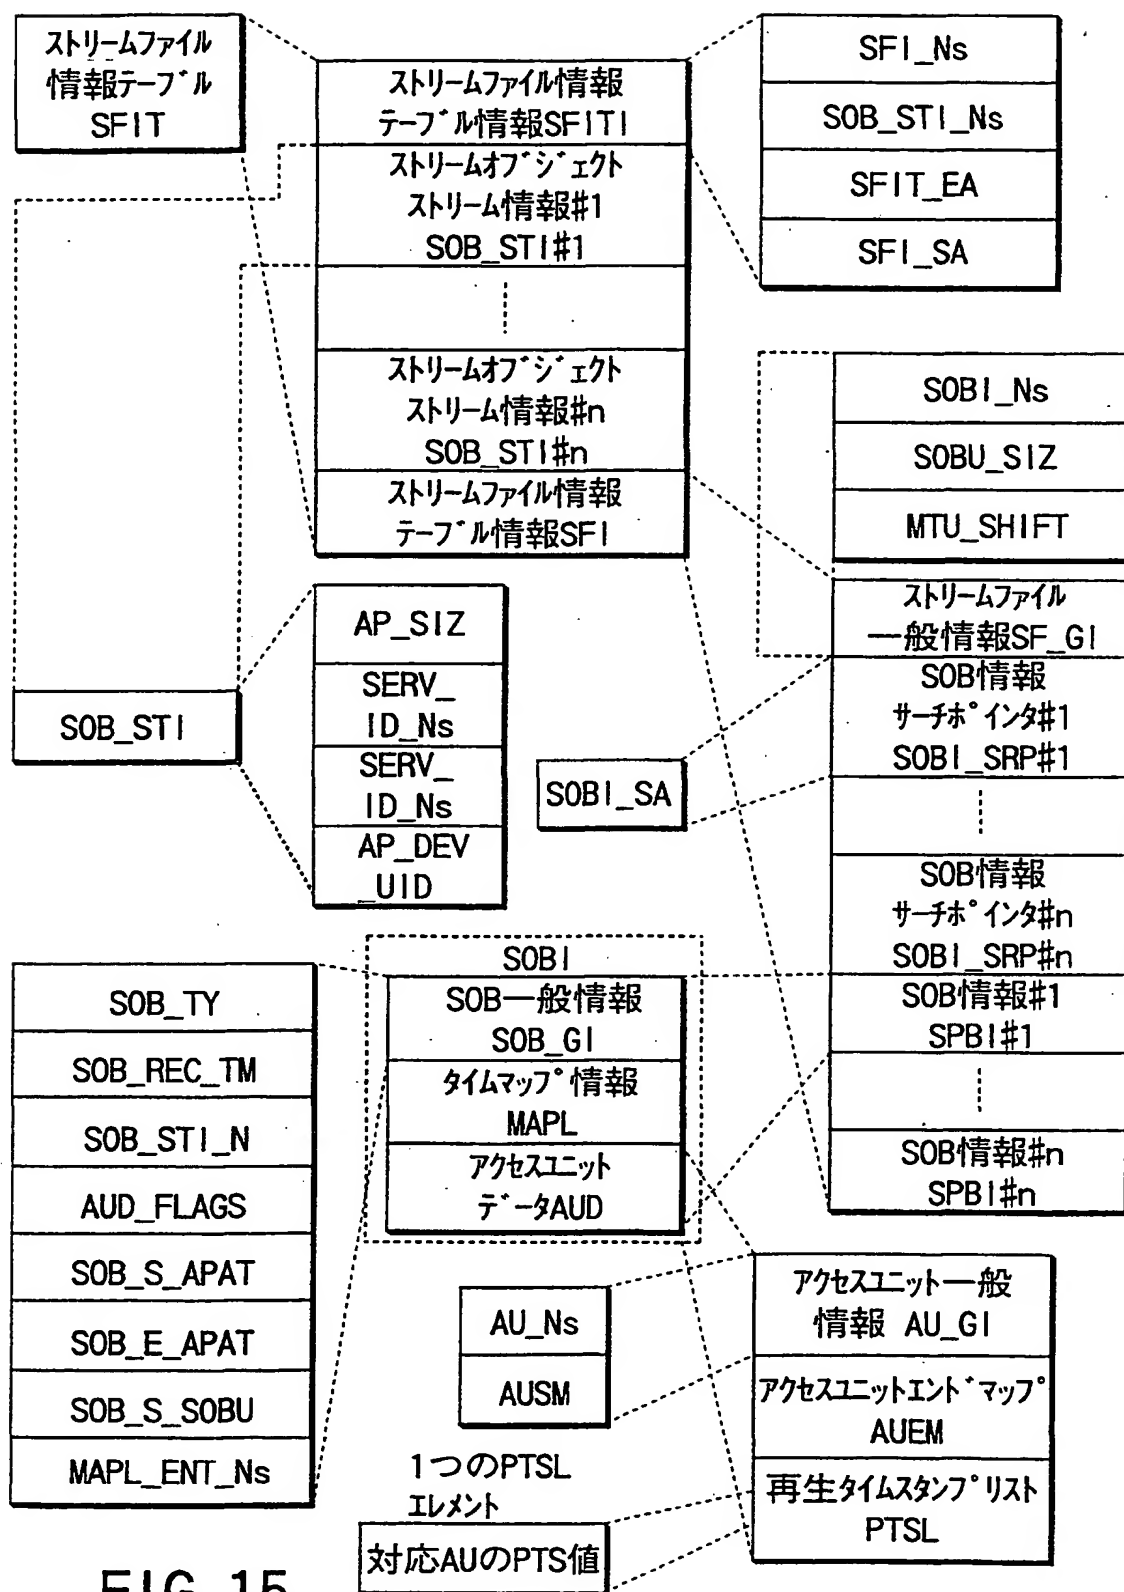 ストリームファイル
情報テーブル
SFIT
ストリームファイル情報
テーブル情報SFITI
ストリームオブジェクト
ストリーム情報#1
SOB_STI#1
ストリームオブジェクト
ストリーム情報#n
SOB_STI#n
ストリームファイル情報
テーブル情報SFI
SFI_Ns
SOB_STI_Ns
SFIT_EA
SFI_SA
SOBI_Ns
SOBU_SIZ
MTU_SHIFT
ストリームファイル
一般情報SF_GI
SOB情報
サーチポインタ#1
SOBI_SRP#1
SOB情報
サーチポインタ#n
SOBI_SRP#n
SOB情報#1
SPBI#1
SOB情報#n
SPBI#n
SOB_STI
AP_SIZ
SERV_
ID_Ns
SERV_
ID_Ns
AP_DEV
_UID
SOBI_SA
SOBI
SOB一般情報
SOB_GI
タイムマップ情報
MAPL
アクセスユニット
データAUD
SOB_TY
SOB_REC_TM
SOB_STI_N
AUD_FLAGS
SOB_S_APAT
SOB_E_APAT
SOB_S_SOBU
MAPL_ENT_Ns
AU_Ns
AUSM
アクセスユニット一般
情報 AU_GI
アクセスユニットエンドマップ
AUEM
再生タイムスタンプリスト
PTSL
1つのPTSL
エレメント
対応AUのPTS値
FIG. 15